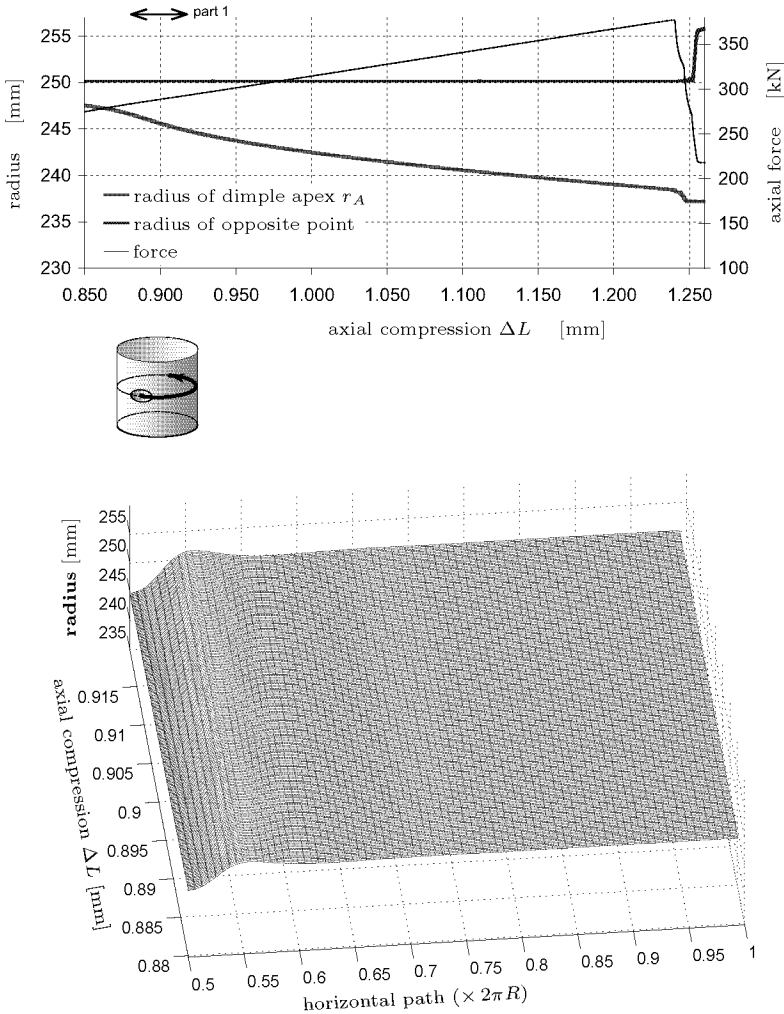 part 1
255
250
245
240
235
230
radius [mm]
350
300
250
200
150
100
axial force [kN]
radius of dimple apex r_A
radius of opposite point
force
0.850 0.900 0.950 1.000 1.050 1.100 1.150 1.200 1.250
axial compression ΔL [mm]
255
250
245
240
235
radius [mm]
0.915
0.91
0.905
0.9
0.895
0.89
0.885
0.88
axial compression ΔL [mm]
0.5 0.55 0.6 0.65 0.7 0.75 0.8 0.85 0.9 0.95 1
horizontal path (× 2πR)